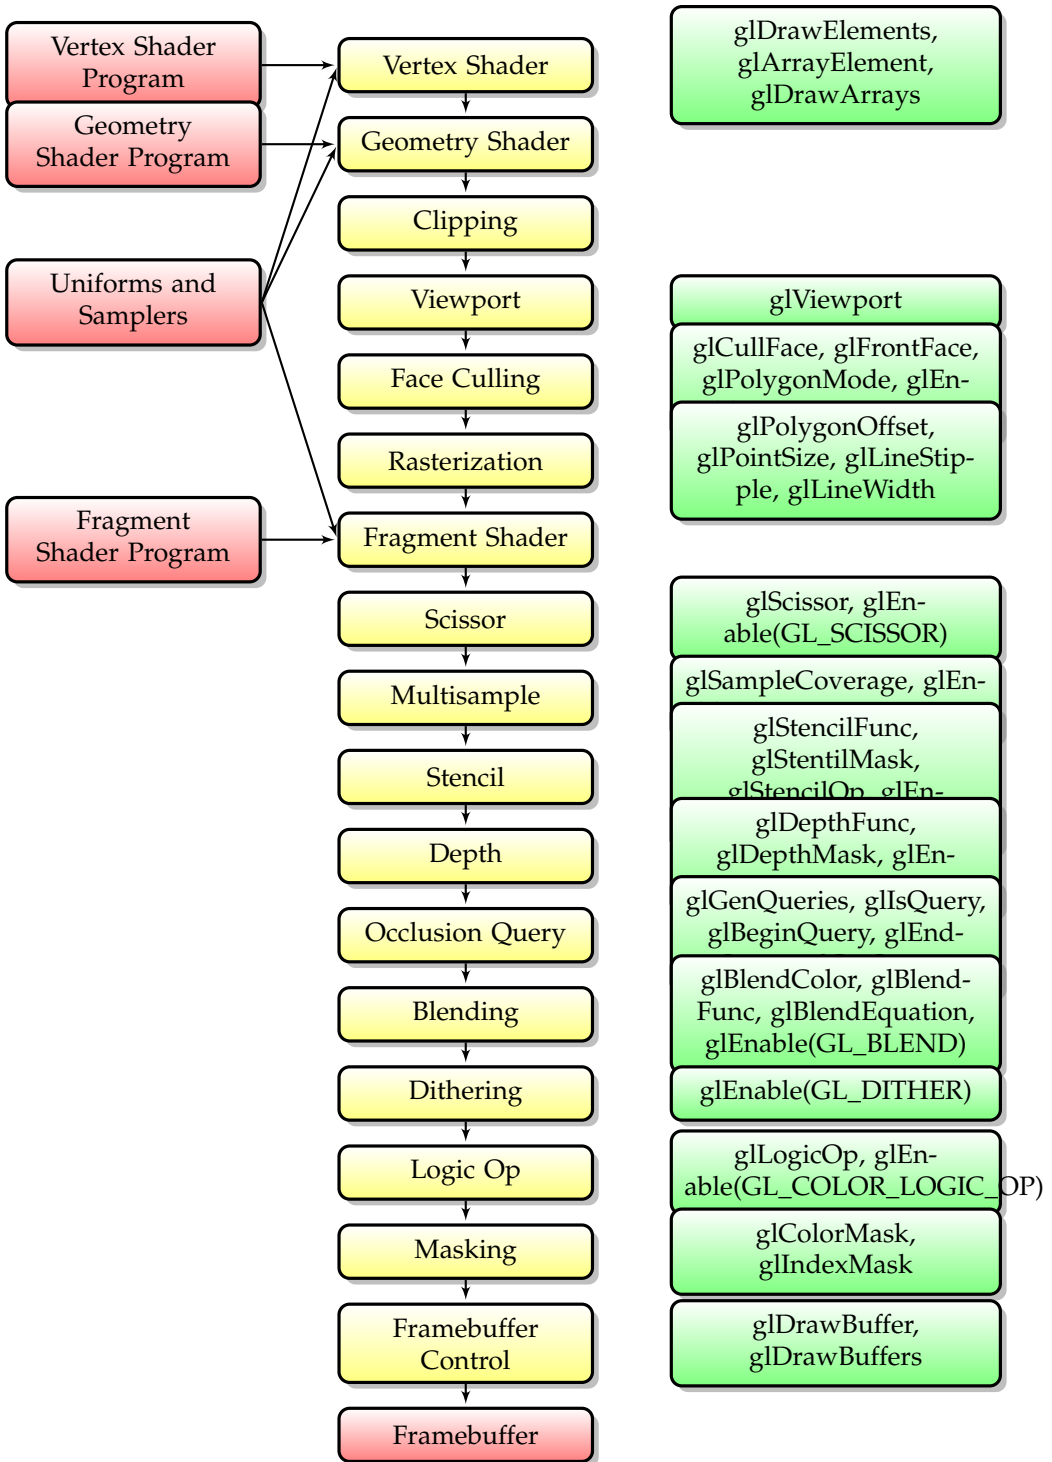 Vertex Shader
Program
Geometry
Shader Program
Uniforms and
Samplers
Fragment
Shader Program
Vertex Shader
Geometry Shader
Clipping
Viewport
Face Culling
Rasterization
Fragment Shader
Scissor
Multisample
Stencil
Depth
Occlusion Query
Blending
Dithering
Logic Op
Masking
Framebuffer
Control
Framebuffer
glDrawElements,
glArrayElement,
glDrawArrays
glViewport
glCullFace, glFrontFace,
glPolygonMode, glEn-
glPolygonOffset,
glPointSize, glLineStip-
ple, glLineWidth
glScissor, glEn-
able(GL_SCISSOR)
glSampleCoverage, glEn-
glStencilFunc,
glStentilMask,
glStencilOp, glEn-
glDepthFunc,
glDepthMask, glEn-
glGenQueries, glIsQuery,
glBeginQuery, glEnd-
glBlendColor, glBlend-
Func, glBlendEquation,
glEnable(GL_BLEND)
glEnable(GL_DITHER)
glLogicOp, glEn-
able(GL_COLOR_LOGIC_OP)
glColorMask,
glIndexMask
glDrawBuffer,
glDrawBuffers